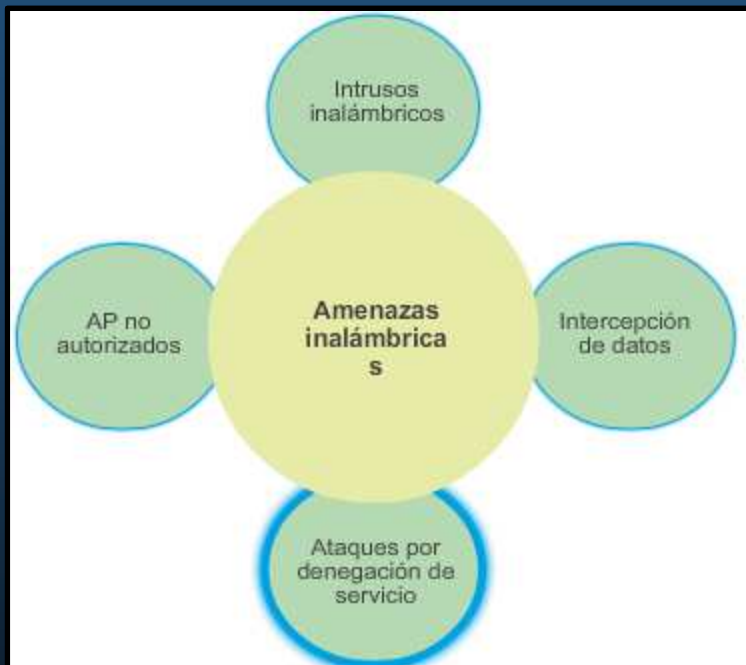 Intrusos
inalámbricos
AP no
autorizados
Amenazas
inalámbrica
s
Intercepción
de datos
Ataques por
denegación de
servicio